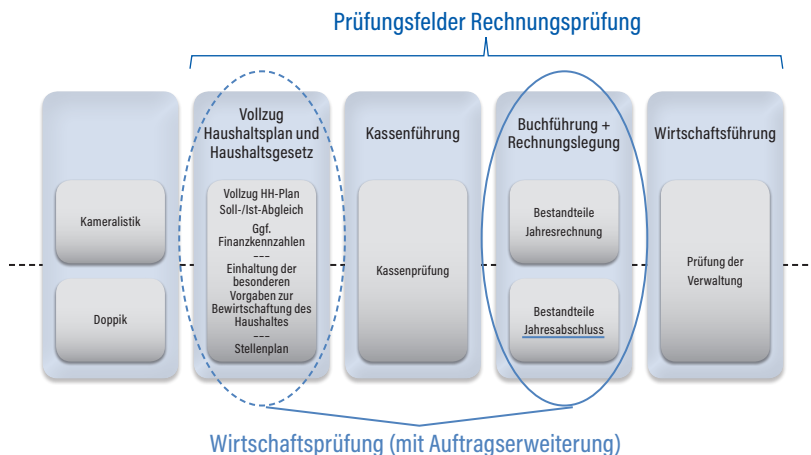 Prüfungsfelder Rechnungsprüfung
Kameralistik
Doppik
Vollzug
Haushaltsplan und
Haushaltsgesetz
Vollzug HH-Plan
Soll-/Ist-Abgleich
Ggf.
Finanzkennzahlen
---
Einhaltung der
besonderen
Vorgaben zur
Bewirtschaftung des
Haushaltes
---
Stellenplan
Kassenführung
Kassenprüfung
Buchführung +
Rechnungslegung
Bestandteile
Jahresrechnung
Bestandteile
Jahresabschluss
Wirtschaftsführung
Prüfung der
Verwaltung
Wirtschaftsprüfung (mit Auftragserweiterung)